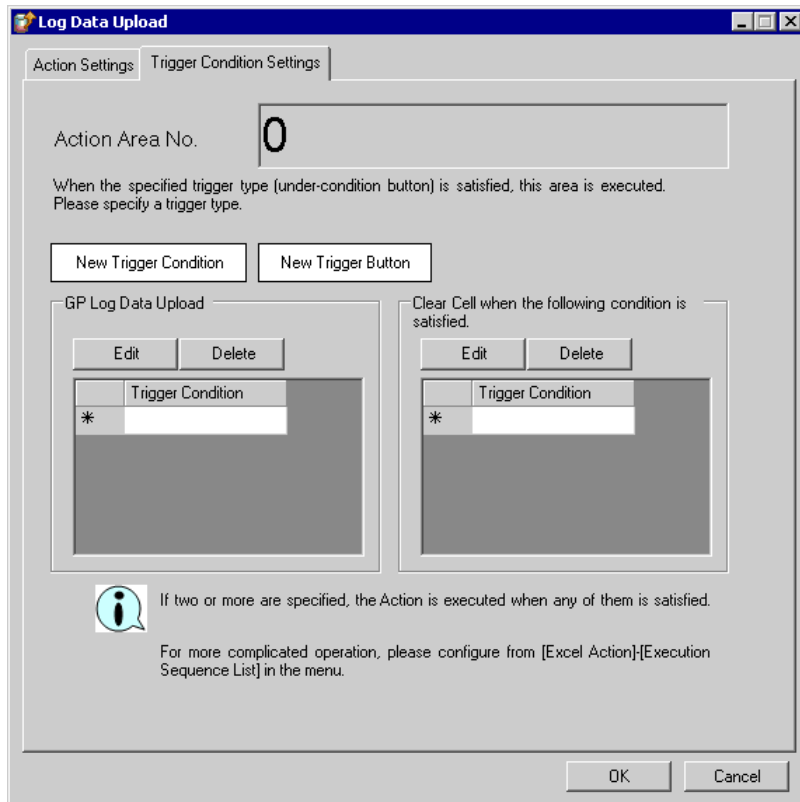 Log Data Upload
Action Settings
Trigger Condition Settings
Action Area No.
0
When the specified trigger type (under-condition button) is satisfied, this area is executed.
Please specify a trigger type.
New Trigger Condition
New Trigger Button
GP Log Data Upload
Edit
Delete
Trigger Condition
*
Clear Cell when the following condition is
satisfied.
Edit
Delete
Trigger Condition
*
If two or more are specified, the Action is executed when any of them is satisfied.
For more complicated operation, please configure from [Excel Action]-[Execution
Sequence List] in the menu.
OK
Cancel